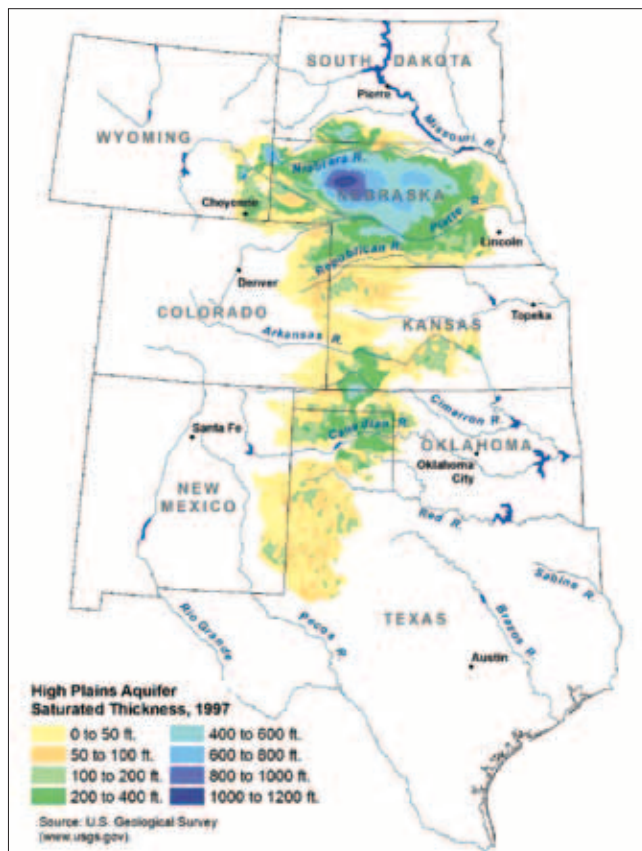 SOUTH DAKOTA
Pierre
Missouri R.
WYOMING
Niobrara R.
NEBRASKA
Cheyenne
Platte R.
Lincoln
Republican R.
Denver
COLORADO
KANSAS
Topeka
Arkansas R.
Cimarron R.
Santa Fe
Canadian R.
OKLAHOMA
Oklahoma
City
NEW
MEXICO
Red R.
Sabine R.
TEXAS
Brazos R.
Pecos R.
Rio Grande
Austin
High Plains Aquifer
Saturated Thickness, 1997
0 to 50 ft.
50 to 100 ft.
100 to 200 ft.
200 to 400 ft.
400 to 600 ft.
600 to 800 ft.
800 to 1000 ft.
1000 to 1200 ft.
Source: U.S. Geological Survey
(www.usgs.gov)